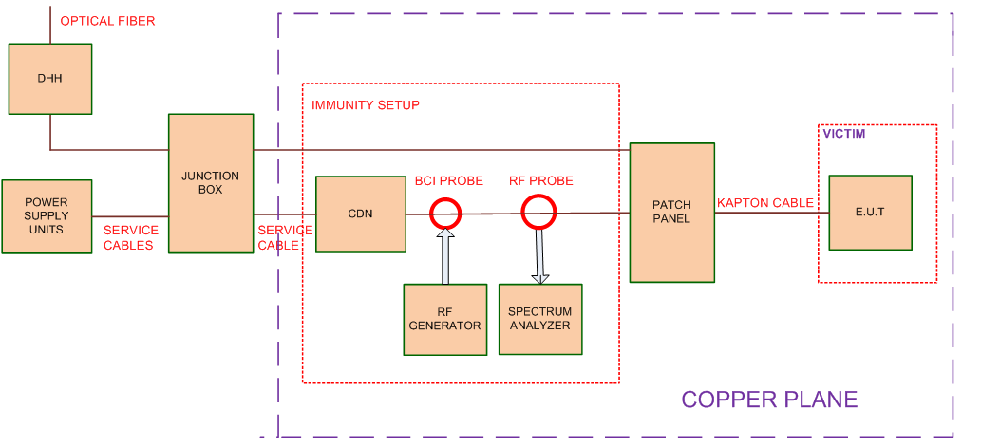 OPTICAL FIBER
DHH
IMMUNITY SETUP
VICTIM
JUNCTION
BOX
BCI PROBE
RF PROBE
POWER
SUPPLY
UNITS
CDN
PATCH
PANEL
KAPTON CABLE
E.U.T
SERVICE
CABLES
SERVICE
CABLE
RF
GENERATOR
SPECTRUM
ANALYZER
COPPER PLANE